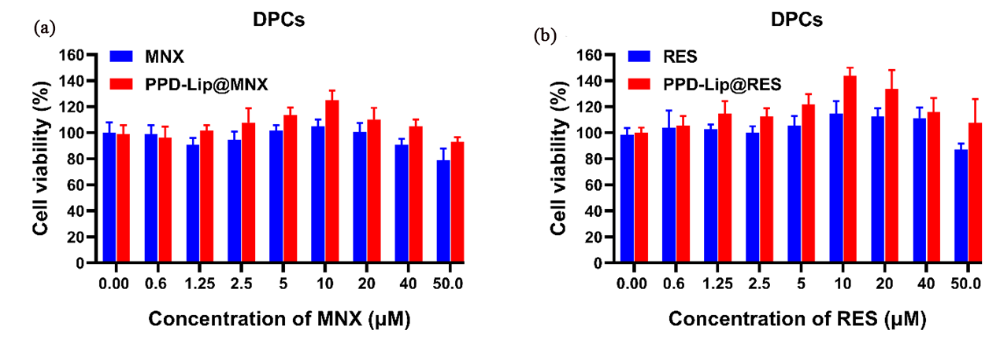 (a)
DPCs
MNX
PPD-Lip@MNX
Cell viability (%)
160
140
120
100
80
60
40
20
0
0.00 0.6 1.25 2.5 5 10 20 40 50.0
Concentration of MNX (μM)
(b)
DPCs
RES
PPD-Lip@RES
Cell viability (%)
160
140
120
100
80
60
40
20
0
0.00 0.6 1.25 2.5 5 10 20 40 50.0
Concentration of RES (μM)